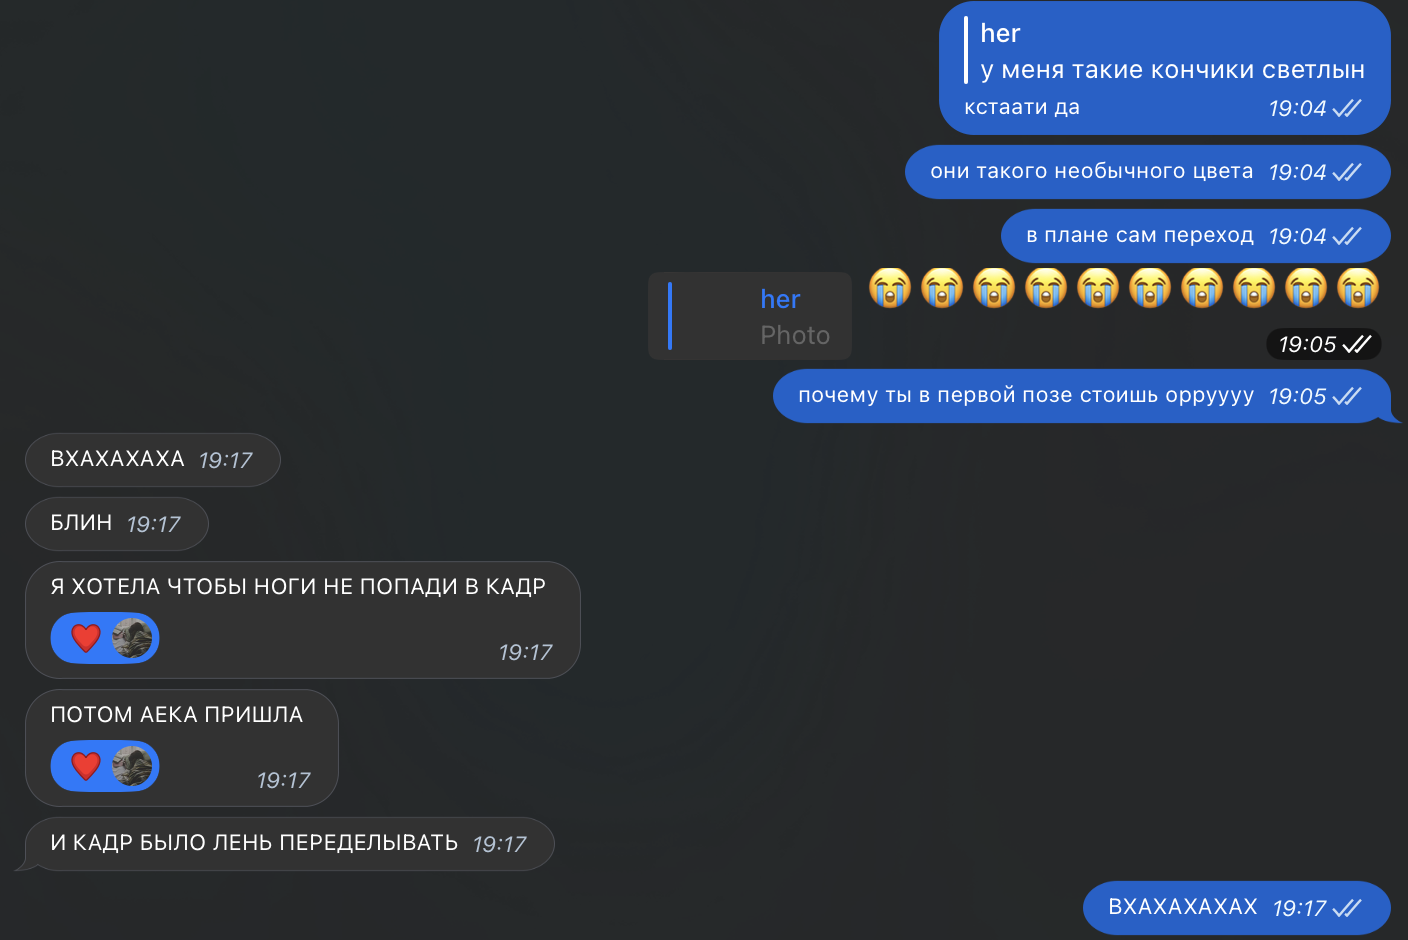 her
у меня такие кончики светлын
кстаати да 19:04
они такого необычного цвета 19:04
в плане сам переход 19:04
her
Photo
😭😭😭😭😭😭😭😭😭😭
19:05
почему ты в первой позе стоишь орруууу 19:05
ВХАХАХАХА 19:17
БЛИН 19:17
Я ХОТЕЛА ЧТОБЫ НОГИ НЕ ПОПАДИ В КАДР
❤️
19:17
ПОТОМ АЕКА ПРИШЛА
❤️
19:17
И КАДР БЫЛО ЛЕНЬ ПЕРЕДЕЛЫВАТЬ 19:17
ВХАХАХАХАХ 19:17